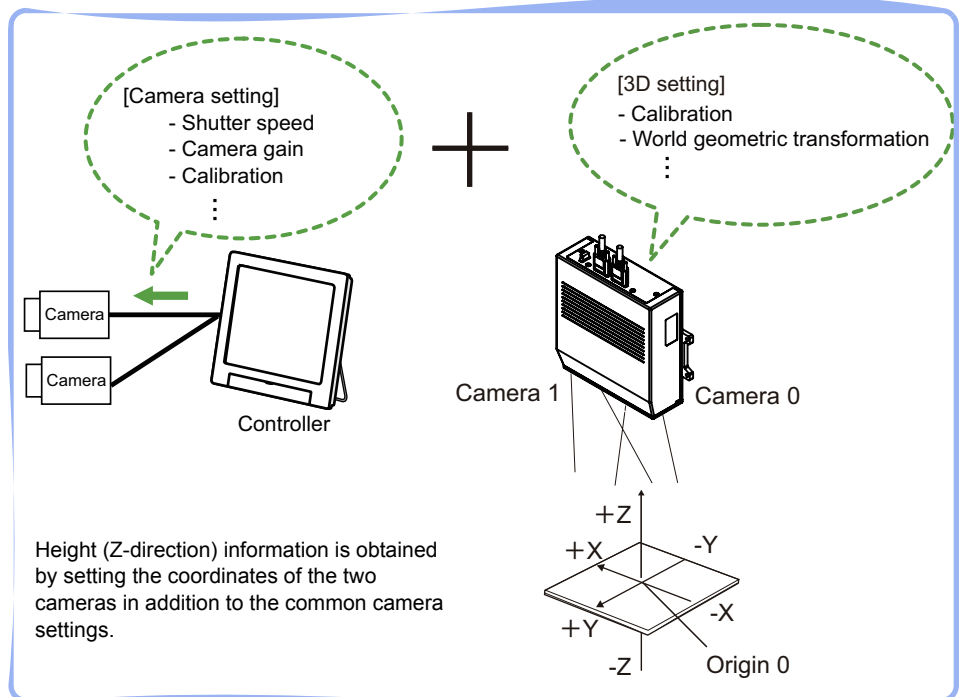 [Camera setting]
- Shutter speed
- Camera gain
- Calibration
⋮
[3D setting]
- Calibration
- World geometric transformation
⋮
Camera
Camera
Controller
Camera 1
Camera 0
+Z
+X
-Y
+Y
-X
-Z
Origin 0
Height (Z-direction) information is obtained
by setting the coordinates of the two
cameras in addition to the common camera
settings.